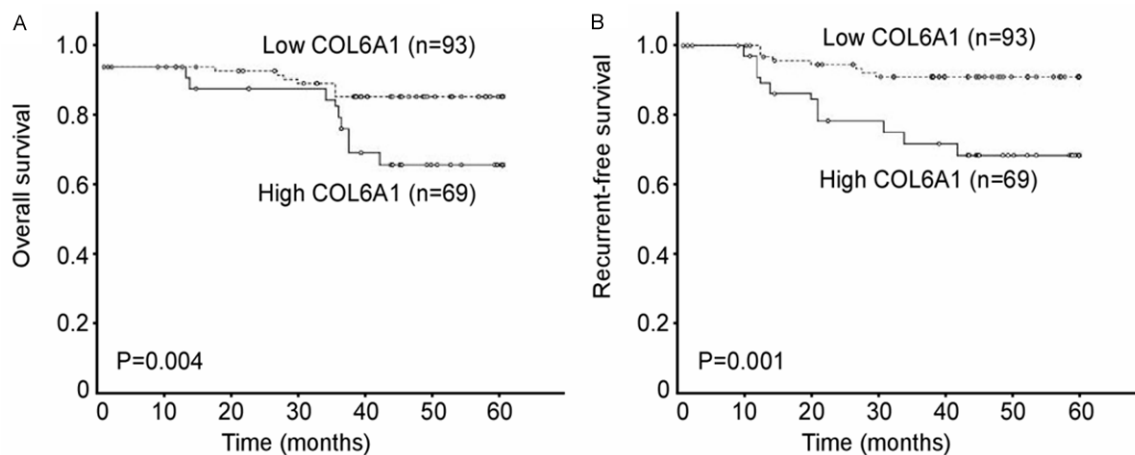 A
Overall survival
1.0
0.8
0.6
0.4
0.2
0
Low COL6A1 (n=93)
High COL6A1 (n=69)
P=0.004
0 10 20 30 40 50 60
Time (months)
B
Recurrent-free survival
1.0
0.8
0.6
0.4
0.2
0
Low COL6A1 (n=93)
High COL6A1 (n=69)
P=0.001
0 10 20 30 40 50 60
Time (months)